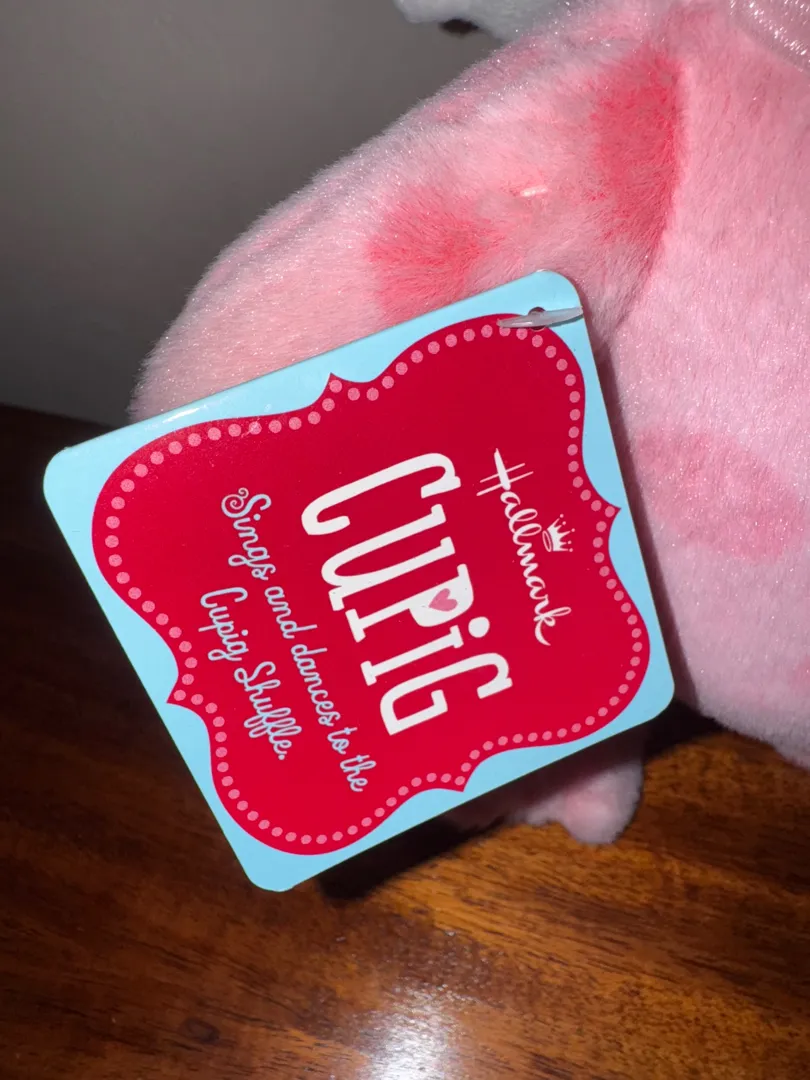 Hallmark
CUPiG
Sings and dances to the
Cupig Shuffle.